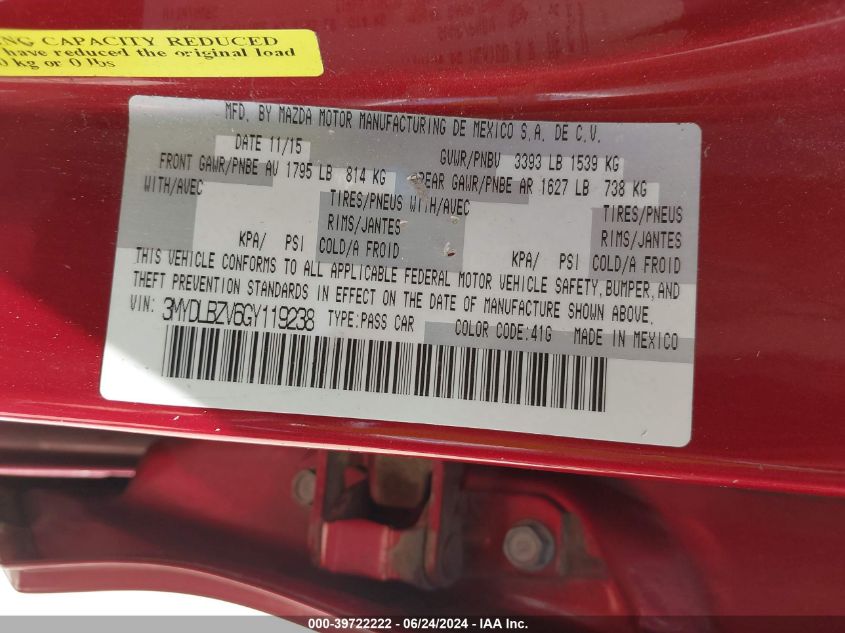 NG CAPACITY REDUCED
have reduced the original load
0 kg or 0 lbs
MFD. BY MAZDA MOTOR MANUFACTURING DE MEXICO S.A. DE C.V.
DATE 11/15 GVWR/PNBV 3393 LB 1539 KG
FRONT GAWR/PNBE AV 1795 LB 814 KG REAR GAWR/PNBE AR 1627 LB 738 KG
WITH/AVEC TIRES/PNEUS WITH/AVEC TIRES/PNEUS
RIMS/JANTES RIMS/JANTES
KPA/ PSI COLD/A FROID KPA/ PSI COLD/A FROID
THIS VEHICLE CONFORMS TO ALL APPLICABLE FEDERAL MOTOR VEHICLE SAFETY,BUMPER,AND
THEFT PREVENTION STANDARDS IN EFFECT ON THE DATE OF MANUFACTURE SHOWN ABOVE.
VIN: 3MYDLBZV6GY119238 TYPE:PASS CAR COLOR CODE:41G MADE IN MEXICO
000-39722222 / 06/24/2024 - IAA Inc.